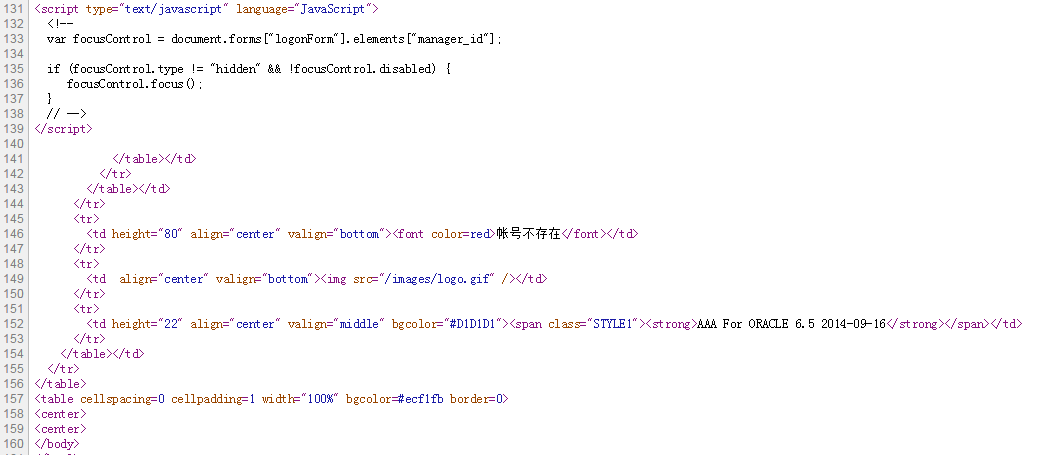 131 <script type="text/javascript" language="JavaScript">
132   <!--
133   var focusControl = document.forms["logonForm"].elements["manager_id"];
134
135   if (focusControl.type != "hidden" && !focusControl.disabled) {
136      focusControl.focus();
137   }
138   // -->
139 </script>
140
141             </table></td>
142           </tr>
143         </table></td>
144       </tr>
145       <tr>
146         <td height="80" align="center" valign="bottom"><font color=red>帐号不存在</font></td>
147       </tr>
148       <tr>
149         <td  align="center" valign="bottom"><img src="/images/logo.gif" /></td>
150       </tr>
151       <tr>
152         <td height="22" align="center" valign="middle" bgcolor="#D1D1D1"><span class="STYLE1"><strong>AAA For ORACLE 6.5 2014-09-16</strong></span></td>
153       </tr>
154     </table></td>
155   </tr>
156 </table>
157 <table cellspacing=0 cellpadding=1 width="100%" bgcolor=#ecf1fb border=0>
158 <center>
159 <center>
160 </body>